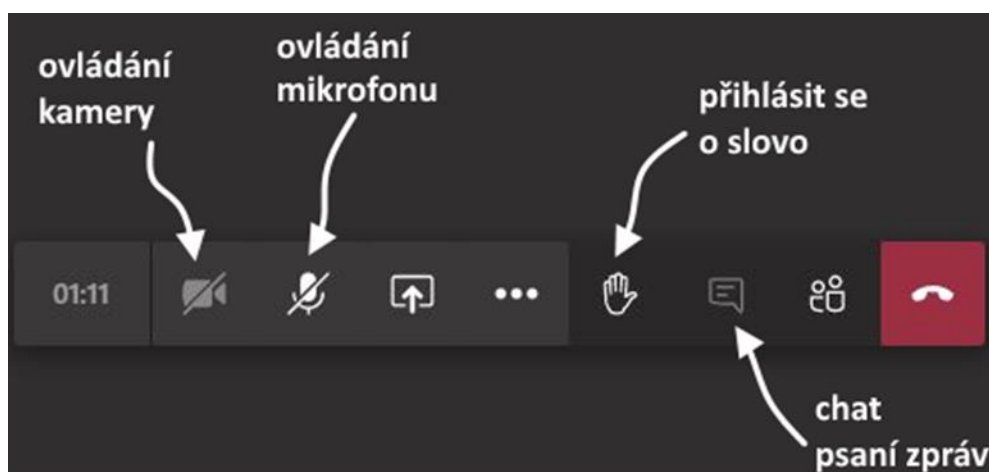 ovládání
kamery
ovládání
mikrofonu
přihlásit se
o slovo
01:11
chat
psaní zpráv